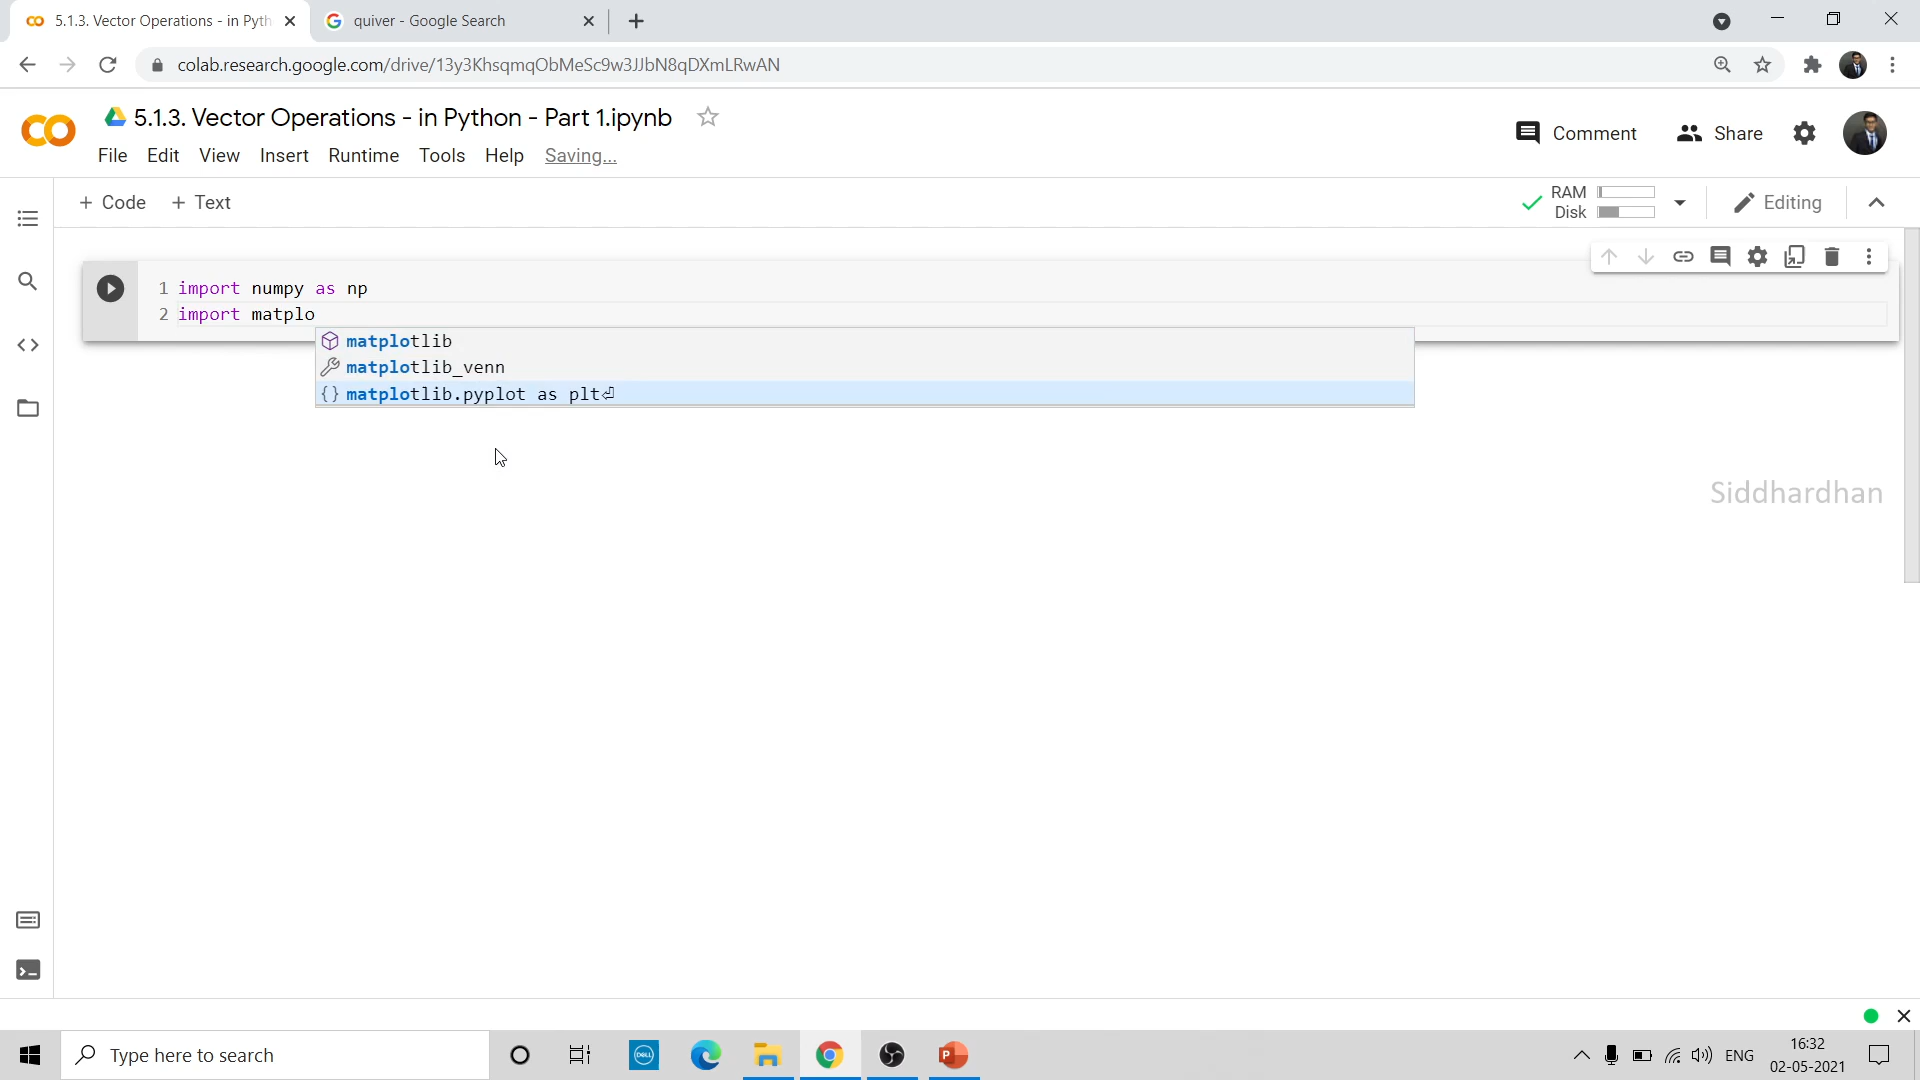 5.1.3. Vector Operations - in Pyth
quiver - Google Search
colab.research.google.com/drive/13y3KhsqmqObMeSc9w3JJbN8qDXmLRwAN
5.1.3. Vector Operations - in Python - Part 1.ipynb
File Edit View Insert Runtime Tools Help Saving...
Comment Share
+ Code + Text
RAM
Disk
Editing
1 import numpy as np
2 import matplo
matplotlib
matplotlib_venn
{} matplotlib.pyplot as plt⏎
Siddhardhan
Type here to search
DELL
P
ENG
16:32
02-05-2021